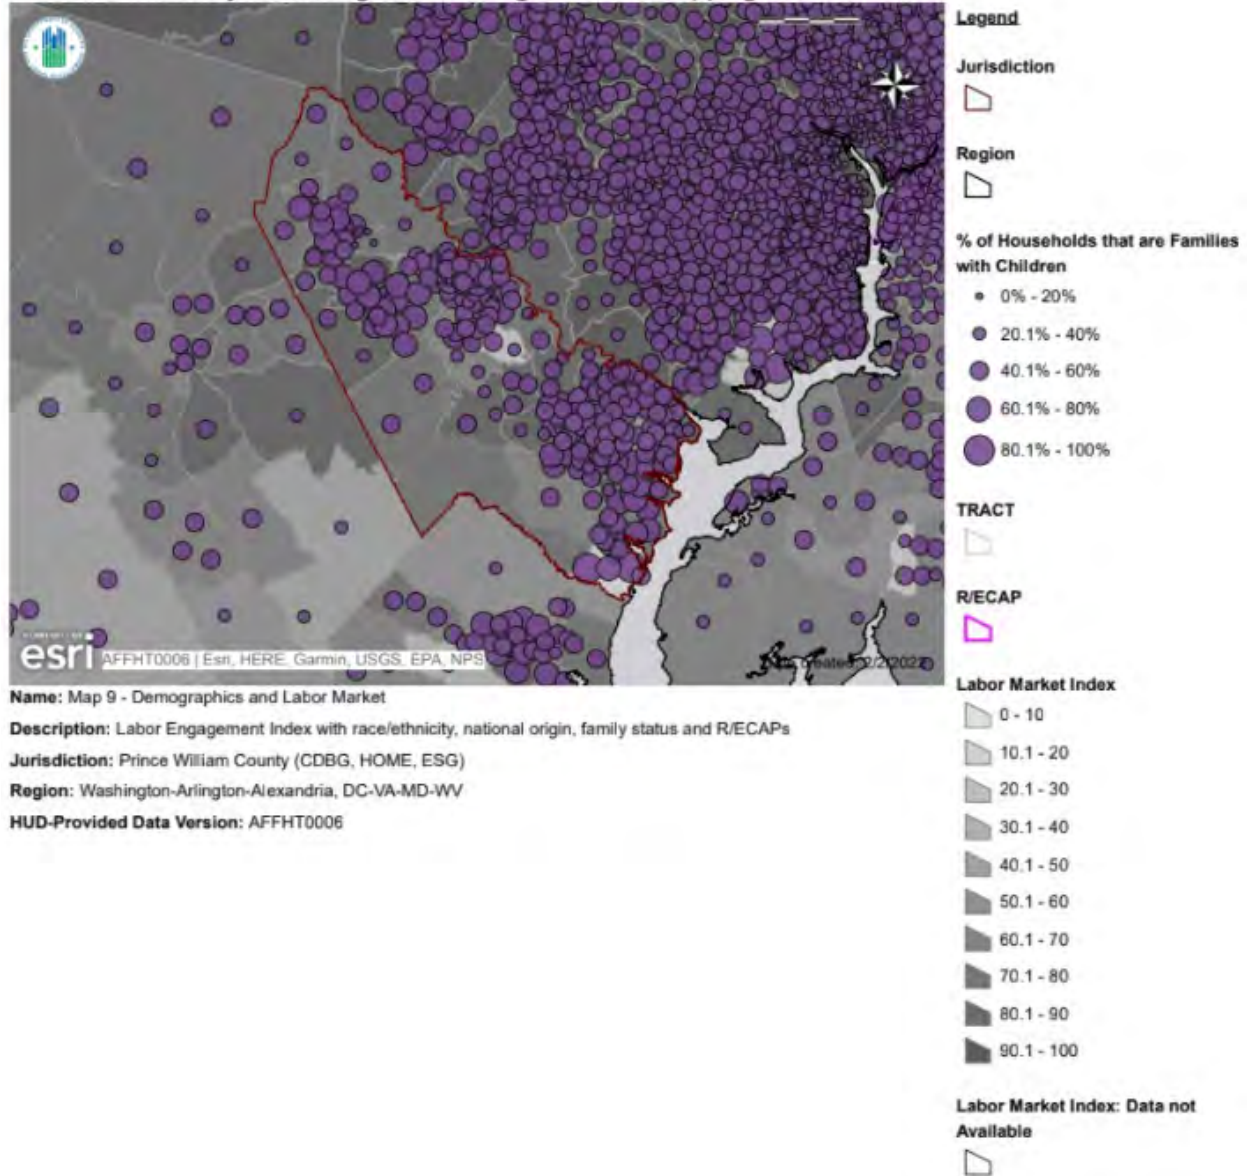 Legend
Jurisdiction
Region
% of Households that are Families
with Children
0% - 20%
20.1% - 40%
40.1% - 60%
60.1% - 80%
80.1% - 100%
TRACT
R/ECAP
Labor Market Index
0 - 10
10.1 - 20
20.1 - 30
30.1 - 40
40.1 - 50
50.1 - 60
60.1 - 70
70.1 - 80
80.1 - 90
90.1 - 100
Labor Market Index: Data not
Available
esri
AFFHT0006 | Esri, HERE, Garmin, USGS, EPA, NPS
created: 2/2/2022
Name: Map 9 - Demographics and Labor Market
Description: Labor Engagement Index with race/ethnicity, national origin, family status and R/ECAPs
Jurisdiction: Prince William County (CDBG, HOME, ESG)
Region: Washington-Arlington-Alexandria, DC-VA-MD-WV
HUD-Provided Data Version: AFFHT0006